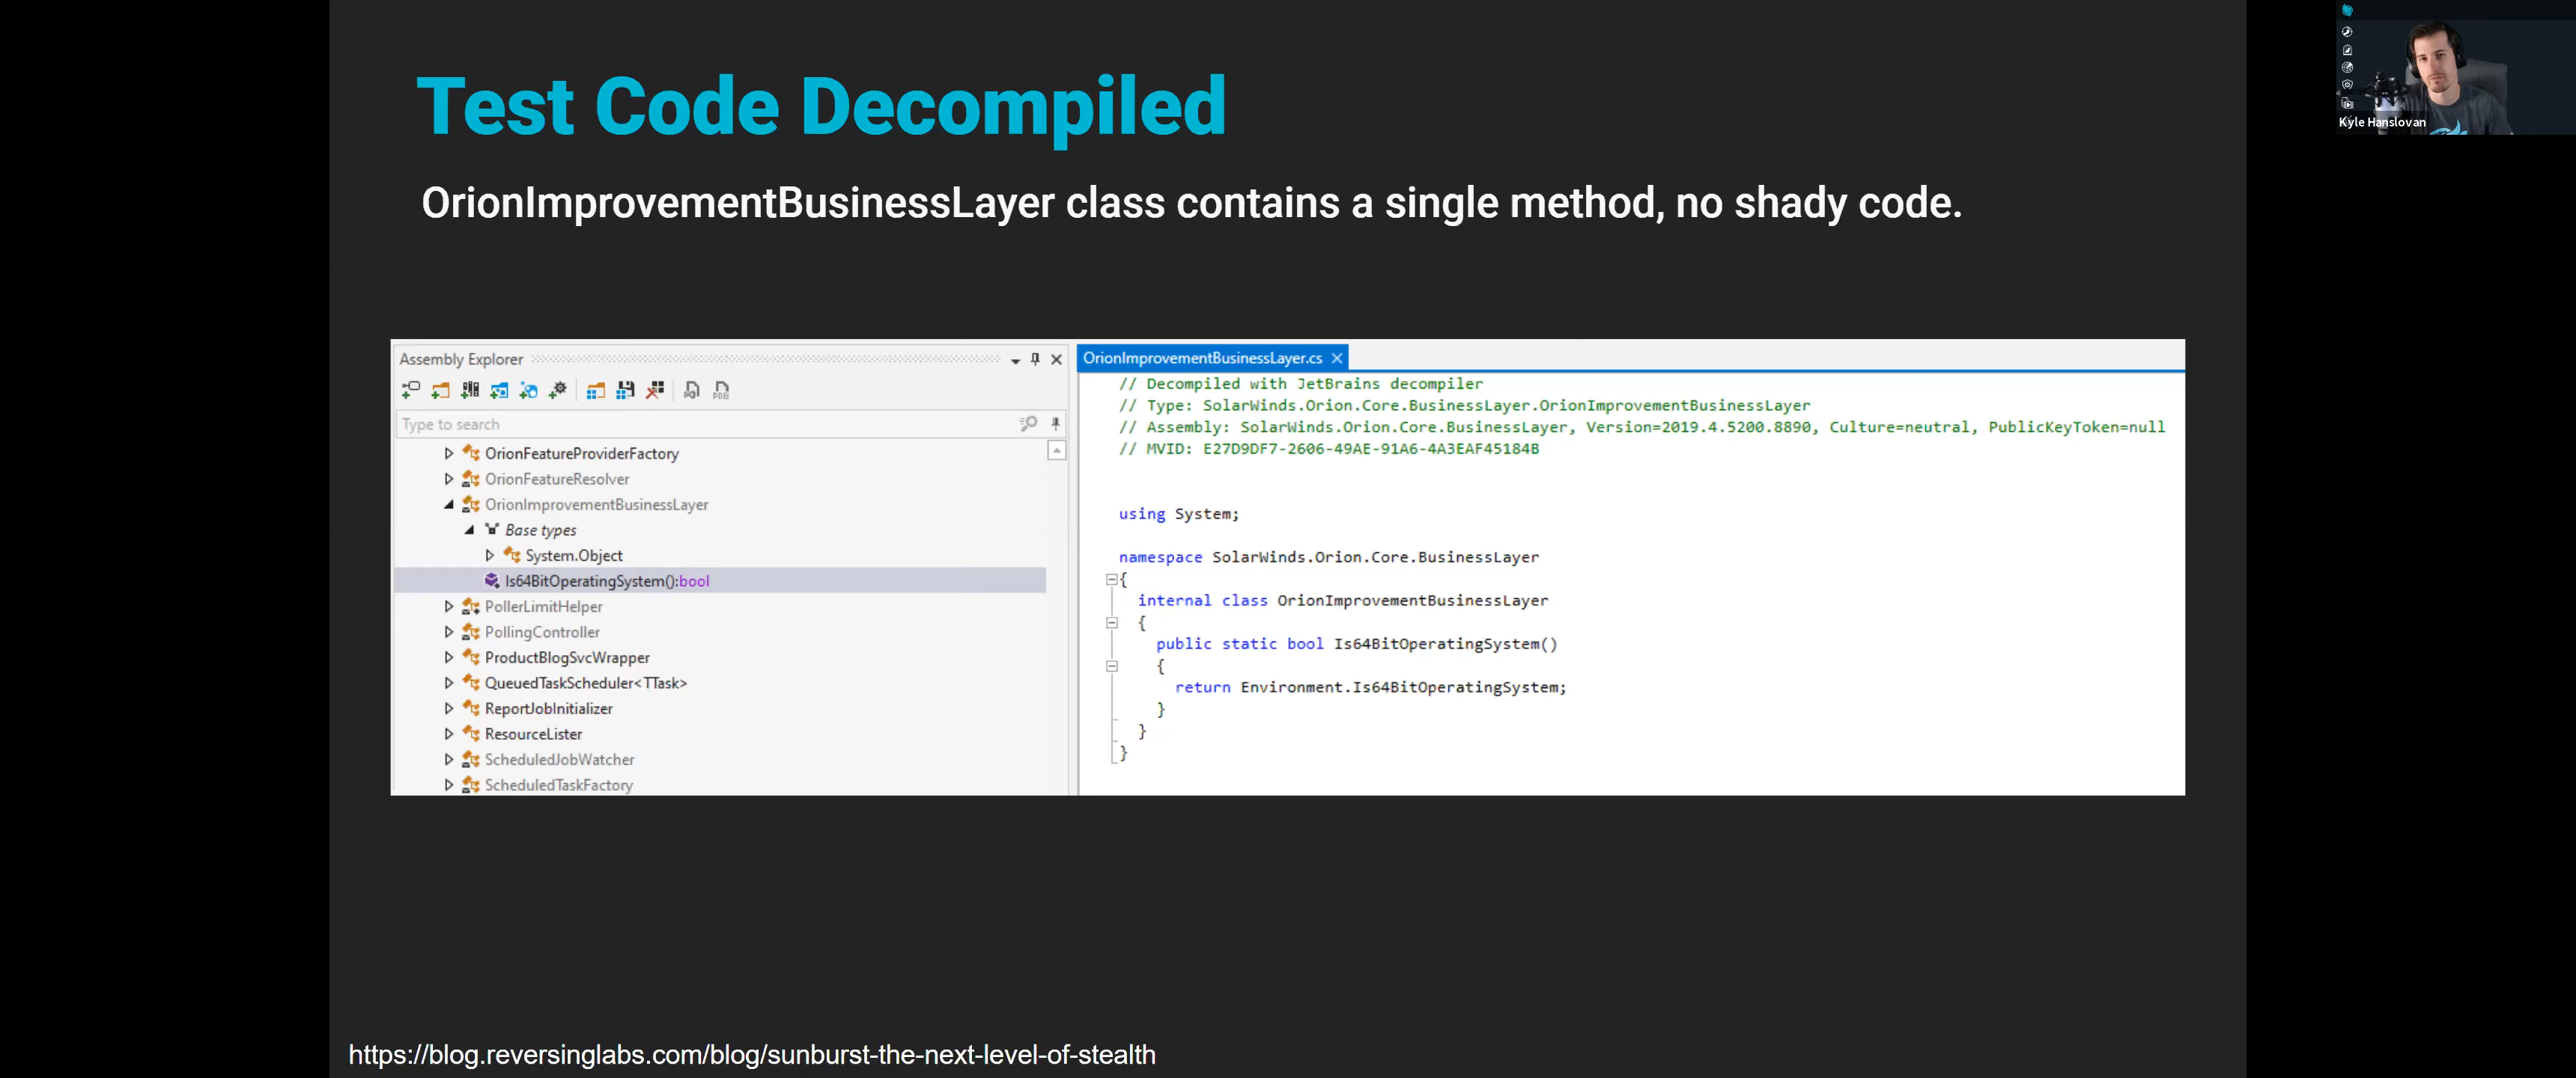 Test Code Decompiled
OrionImprovementBusinessLayer class contains a single method, no shady code.
Kyle Hanslovan
Assembly Explorer
Type to search
OrionFeatureProviderFactory
OrionFeatureResolver
OrionImprovementBusinessLayer
Base types
System.Object
Is64BitOperatingSystem():bool
PollerLimitHelper
PollingController
ProductBlogSvcWrapper
QueuedTaskScheduler<TTask>
ReportJobInitializer
ResourceLister
ScheduledJobWatcher
ScheduledTaskFactory
OrionImprovementBusinessLayer.cs
// Decompiled with JetBrains decompiler
// Type: SolarWinds.Orion.Core.BusinessLayer.OrionImprovementBusinessLayer
// Assembly: SolarWinds.Orion.Core.BusinessLayer, Version=2019.4.5200.8890, Culture=neutral, PublicKeyToken=null
// MVID: E27D9DF7-2606-49AE-91A6-4A3EAF45184B
using System;
namespace SolarWinds.Orion.Core.BusinessLayer
{
internal class OrionImprovementBusinessLayer
{
public static bool Is64BitOperatingSystem()
{
return Environment.Is64BitOperatingSystem;
}
}
}
https://blog.reversinglabs.com/blog/sunburst-the-next-level-of-stealth